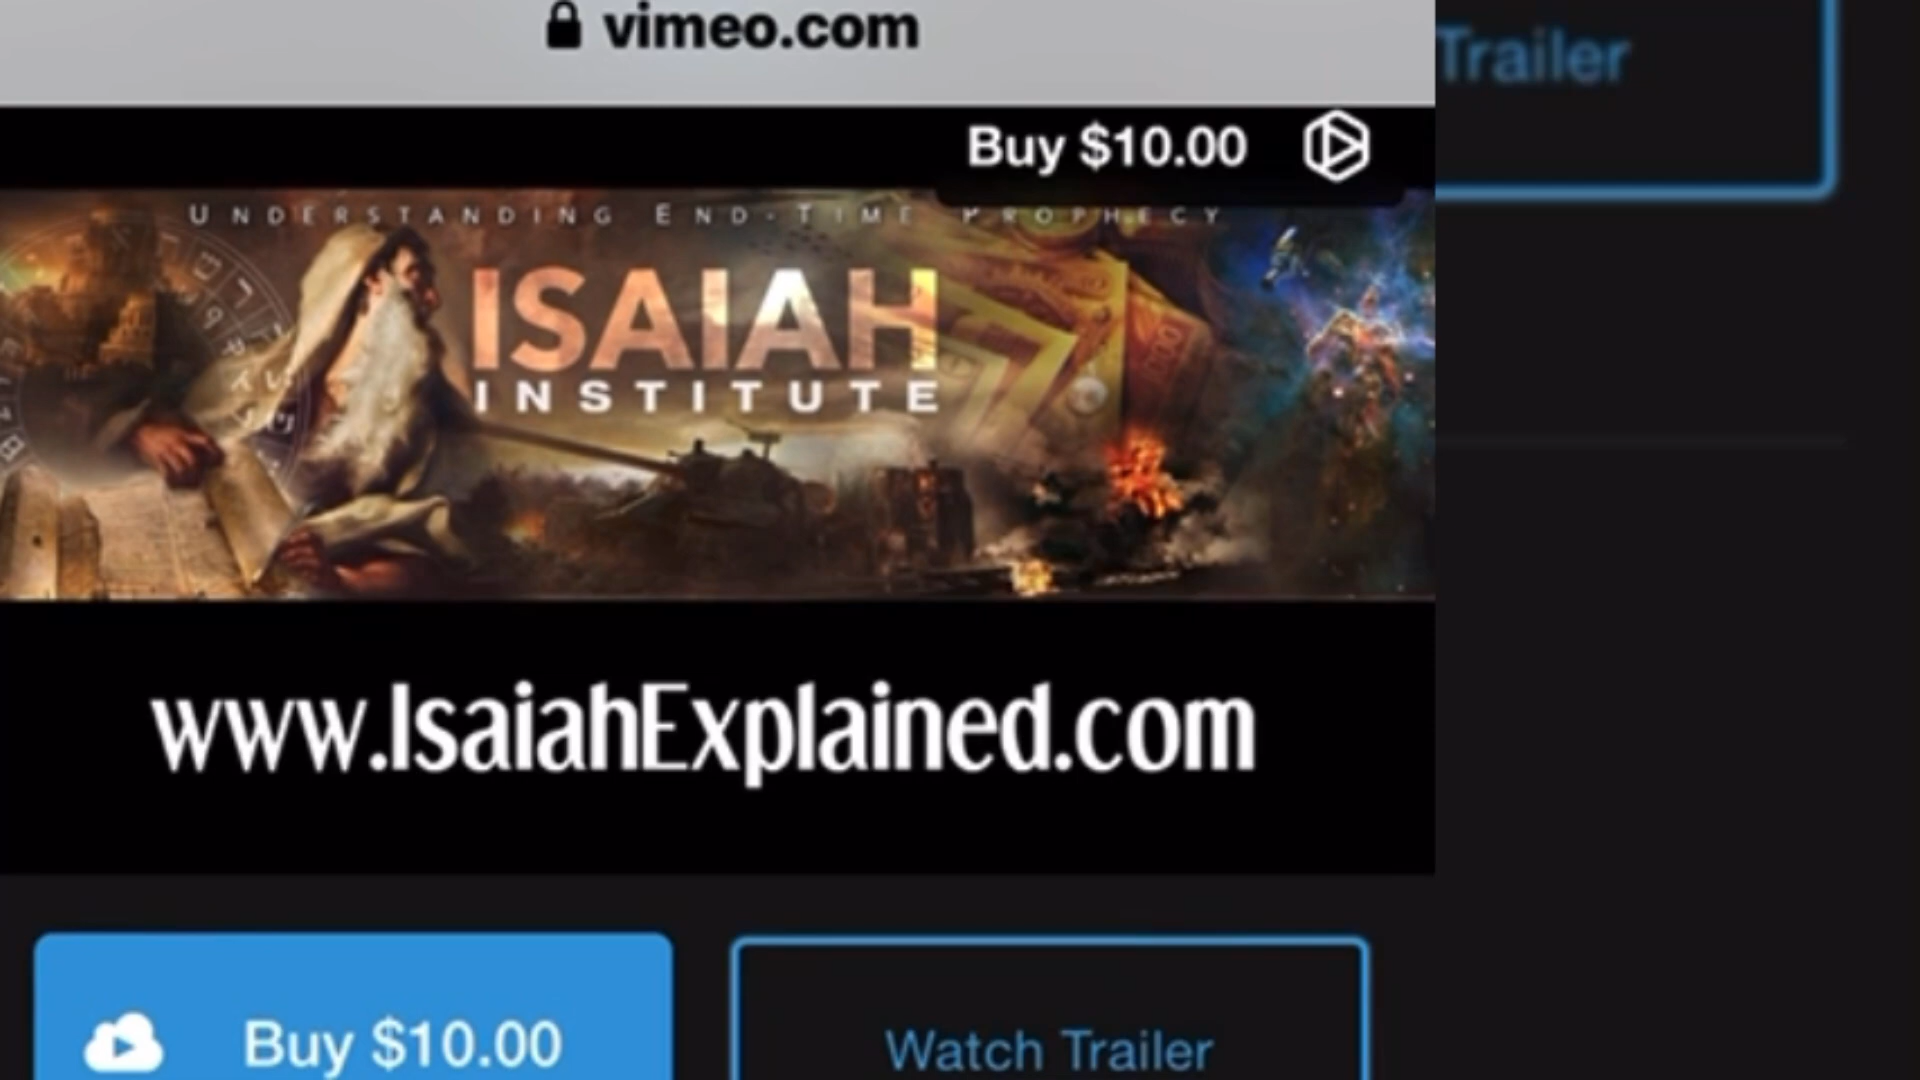 vimeo.com
Trailer
Buy $10.00
UNDERSTANDING END-TIME PROPHECY
ISAIAH
INSTITUTE
www.IsaiahExplained.com
Buy $10.00
Watch Trailer